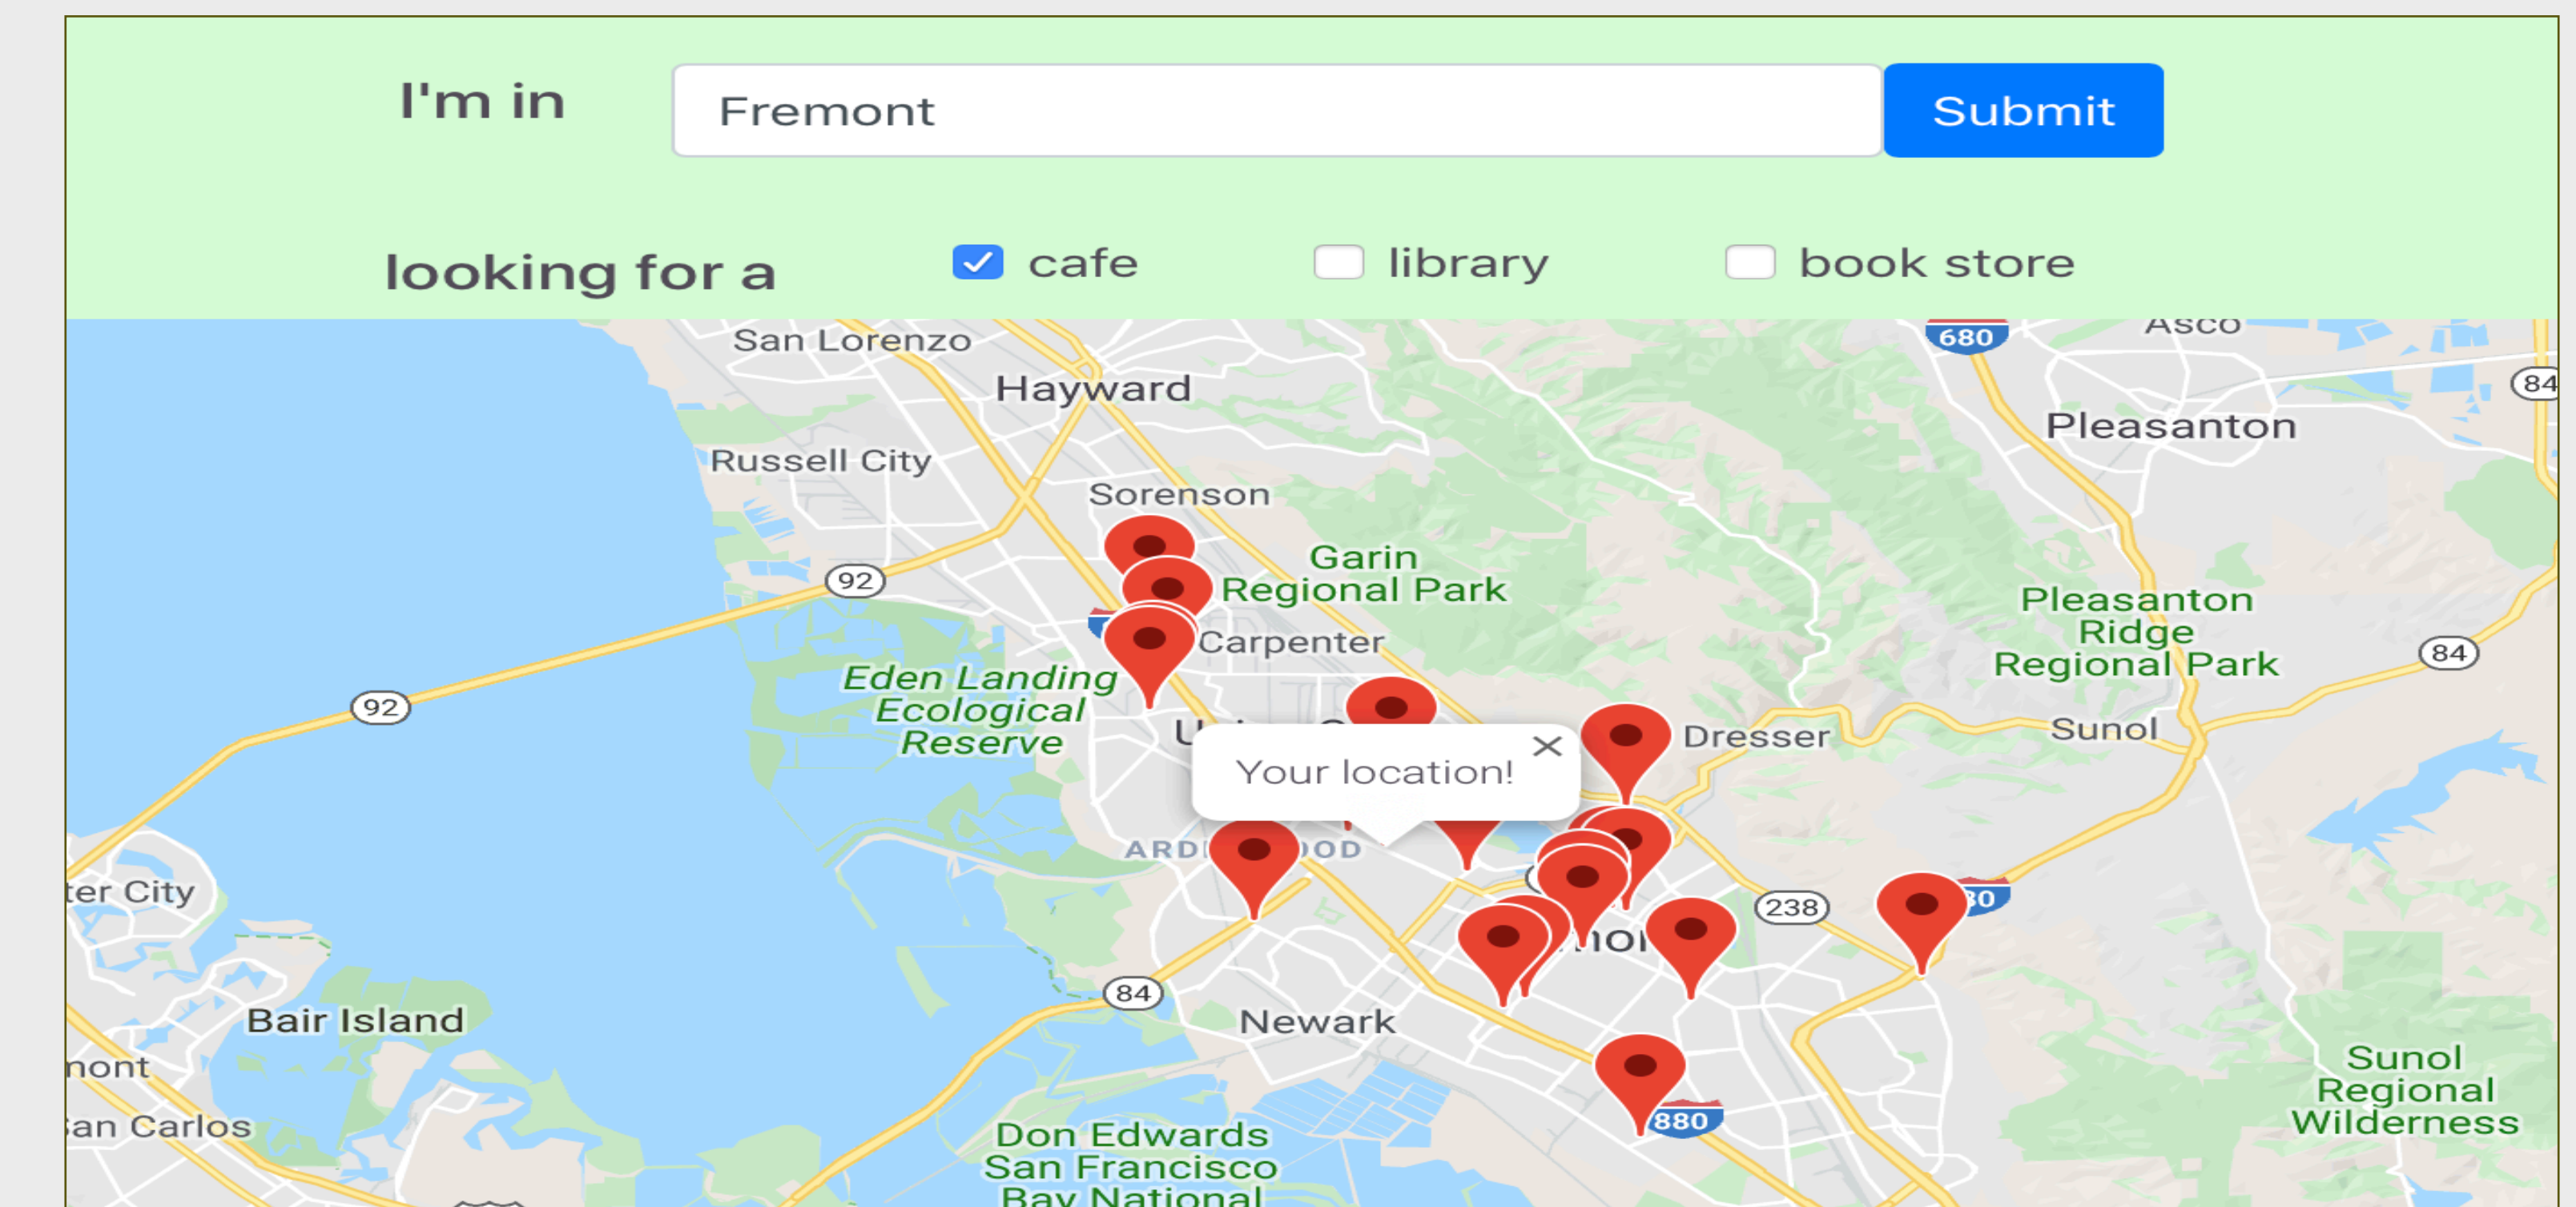 I'm in
Fremont
Submit
looking for a
cafe
library
book store
San Lorenzo
Hayward
680
Asco
84
Pleasanton
Russell City
Sorenson
92
Garin
Regional Park
Carpenter
Pleasanton
Ridge
Regional Park
84
Eden Landing
Ecological
Reserve
92
Dresser
Sunol
Your location!
ter City
238
84
Bair Island
Newark
mont
San Carlos
880
Sunol
Regional
Wilderness
Don Edwards
San Francisco
Bay National